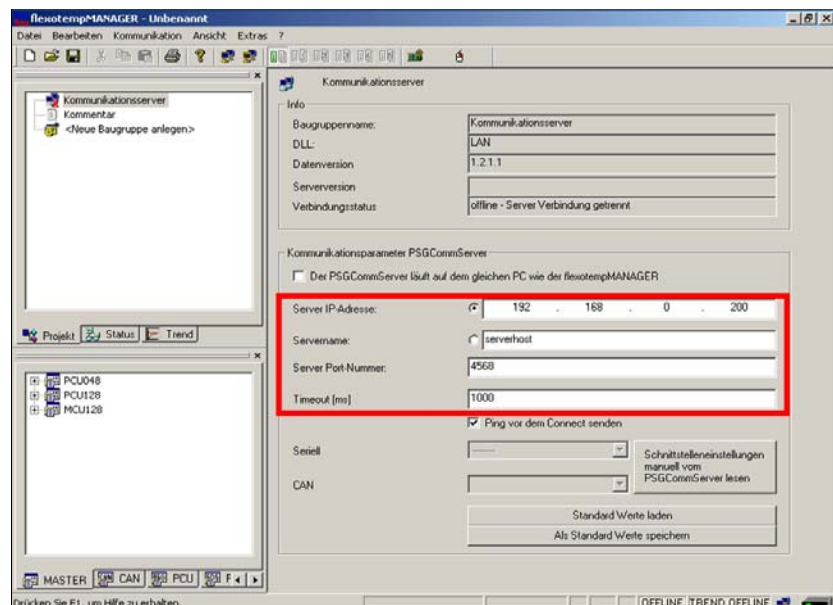 flexotempMANAGER - Unbenannt
Datei Bearbeiten Kommunikation Ansicht Extras ?
Kommunikationsserver
Kommentar
<Neue Baugruppe anlegen>
Projekt Status Trend
PCU048
PCU128
MCU128
MASTER CAN PCU F
Kommunikationsserver
Info
Baugruppenname: Kommunikationsserver
DLL: LAN
Datenversion 1.2.1.1
Serverversion
Verbindungsstatus offline - Server Verbindung getrennt
Kommunikationsparameter PSGCommServer
Der PSGCommServer läuft auf dem gleichen PC wie der flexotempMANAGER
Server IP-Adresse: 192 . 168 . 0 . 200
Servername: serverhost
Server Port-Nummer: 4568
Timeout [ms] 1000
Ping vor dem Connect senden
Seriell ------
CAN
Schnittstelleneinstellungen
manuell vom
PSGCommServer lesen
Standard Werte laden
Als Standard Werte speichern
Drücken Sie F1, um Hilfe zu erhalten.
OFFLINE TREND OFFLINE